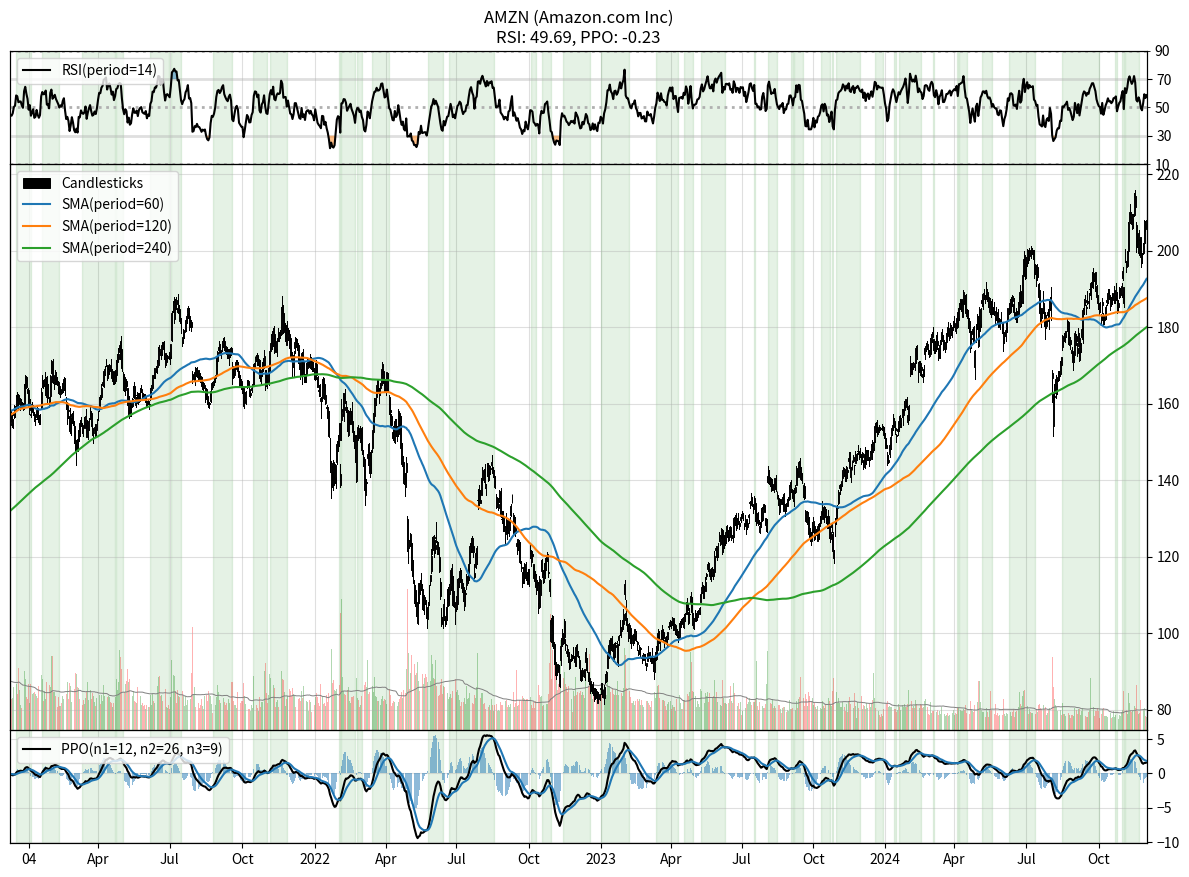 AMZN (Amazon.com Inc)
RSI: 49.69, PPO: -0.23
RSI(period=14)
90
70
50
30
10
Candlesticks
SMA(period=60)
SMA(period=120)
SMA(period=240)
220
200
180
160
140
120
100
80
PPO(n1=12, n2=26, n3=9)
5
0
−5
−10
04 Apr Jul Oct 2022 Apr Jul Oct 2023 Apr Jul Oct 2024 Apr Jul Oct